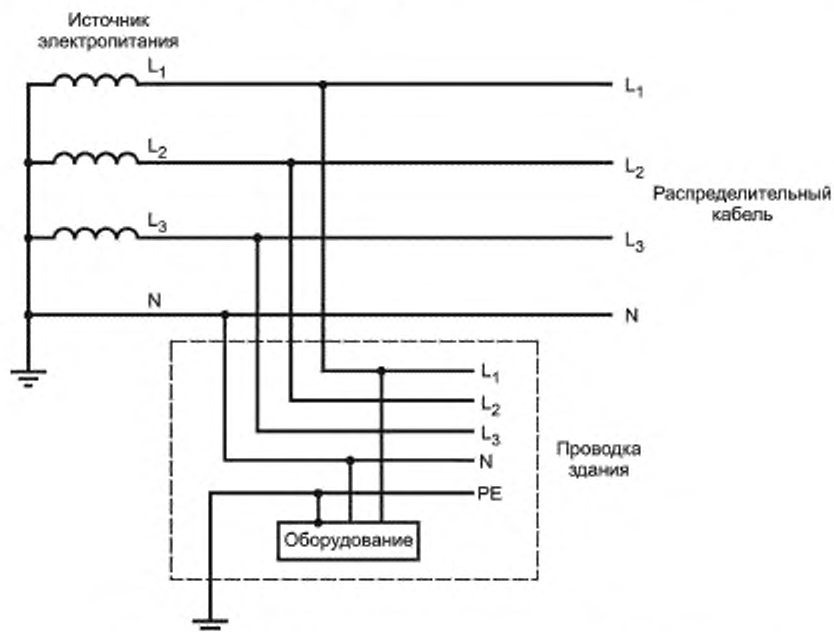 Источник
электропитания
L1
L1
L2
L2
Распределительный
кабель
L3
L3
N
N
L1
L2
L3
N
Проводка
здания
PE
Оборудование